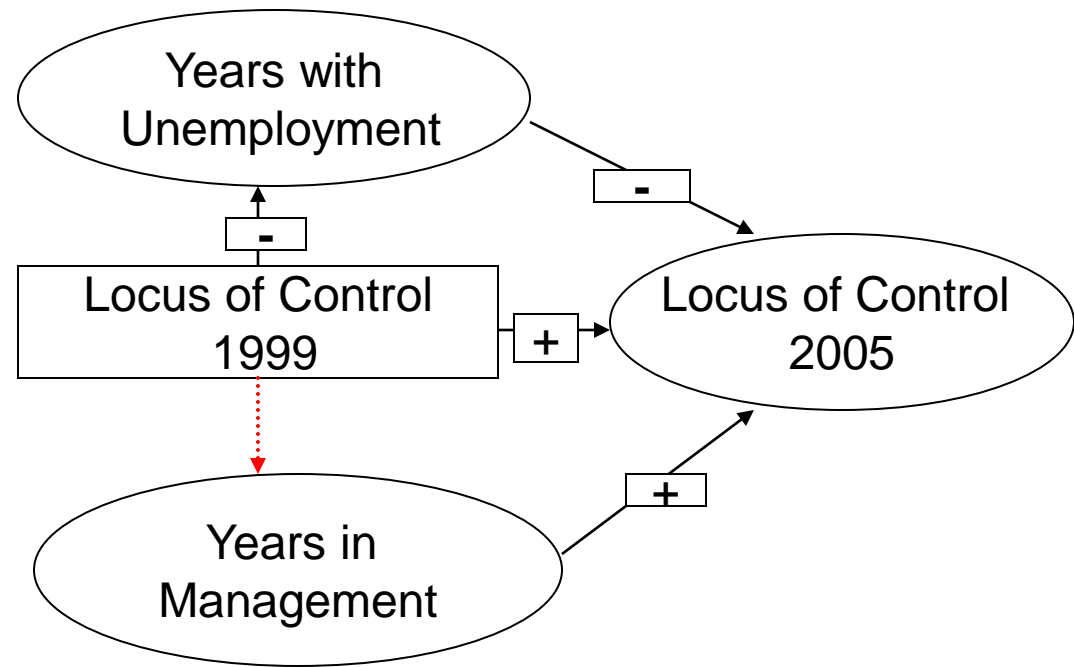 Years with
Unemployment
-
-
Locus of Control
1999
+
Locus of Control
2005
+
Years in
Management